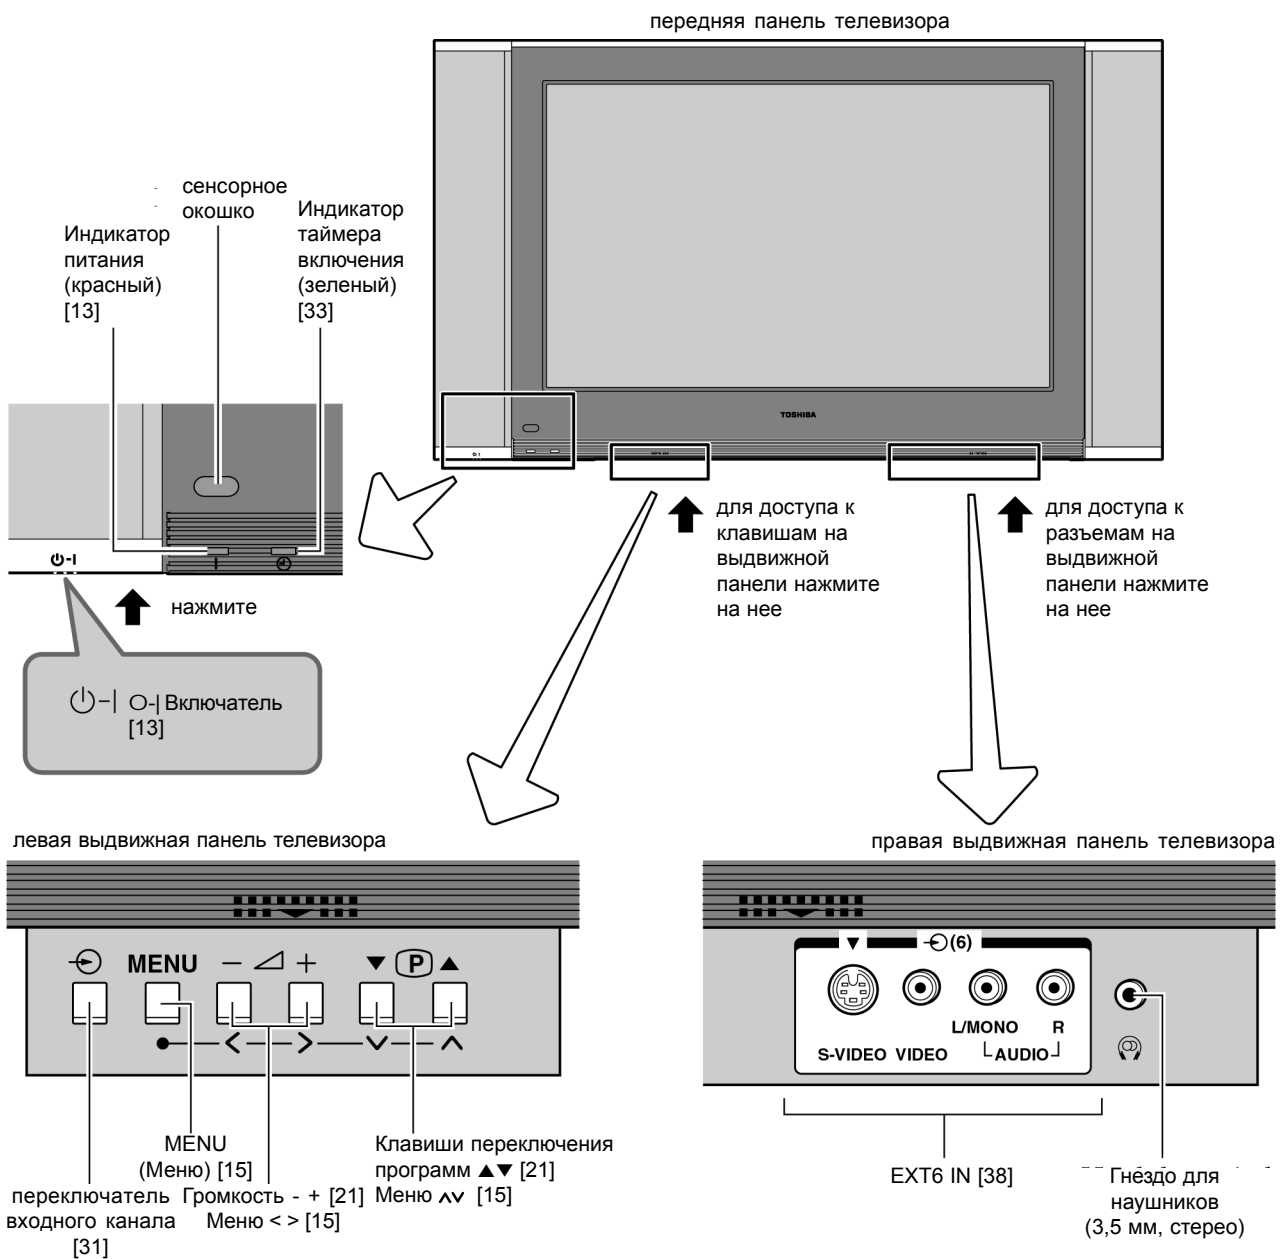 передняя панель телевизора
сенсорное
окошко
Индикатор
таймера
включения
(зеленый)
[33]
Индикатор
питания
(красный)
[13]
TOSHIBA
для доступа к
клавишам на
выдвижной
панели нажмите
на нее
для доступа к
разъемам на
выдвижной
панели нажмите
на нее
нажмите
O-| Включатель
[13]
левая выдвижная панель телевизора
правая выдвижная панель телевизора
MENU − +
▼ P ▲
< > ∨ ∧
▼ (6)
L/MONO R
S-VIDEO VIDEO AUDIO
MENU
(Меню) [15]
переключатель
входного канала
[31]
Громкость - + [21]
Меню < > [15]
Клавиши переключения
программ ▲▼ [21]
Меню ∧∨ [15]
EXT6 IN [38]
Гнездо для
наушников
(3,5 мм, стерео)